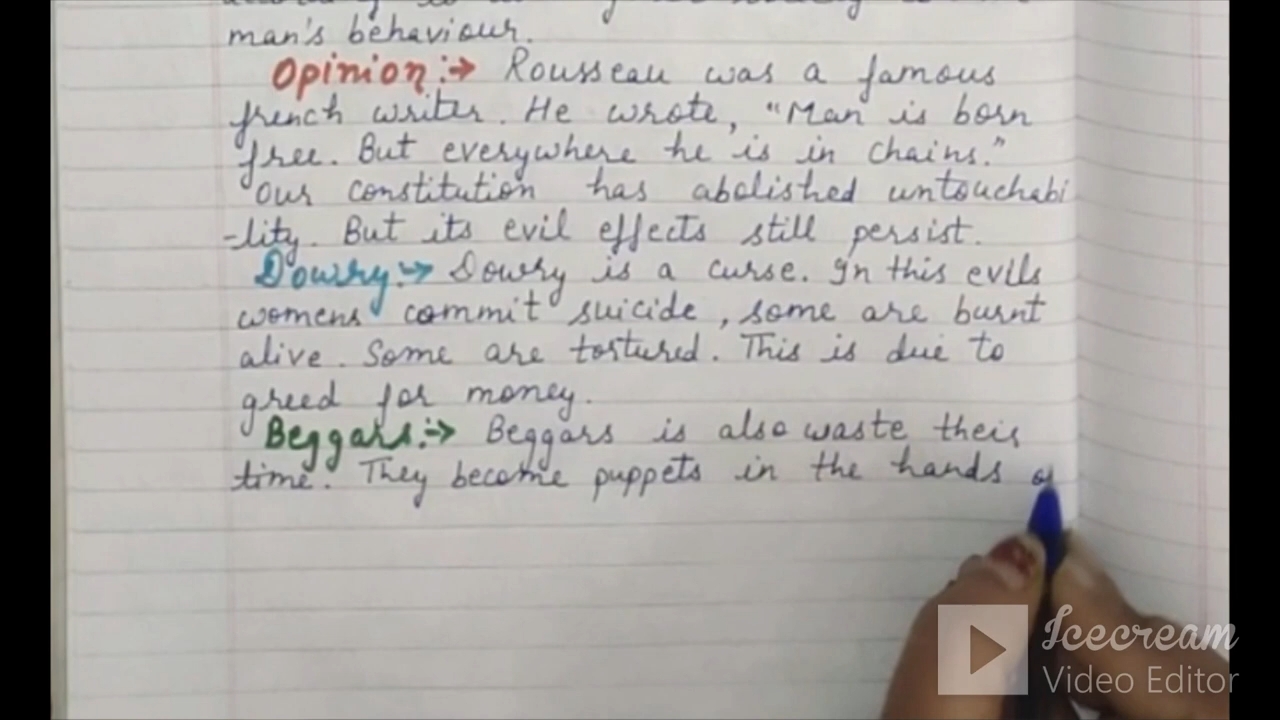 man's behaviour.
Opinion:→ Rousseau was a famous
french writer. He wrote, "Man is born
free. But everywhere he is in chains."
Our constitution has abolished untouchabi
-lity. But its evil effects still persist.
Dowry:→ Dowry is a curse. In this evils
womens commit suicide, some are burnt
alive. Some are tortured. This is due to
greed for money.
Beggars:→ Beggars is also waste their
time. They become puppets in the hands
Icecream
Video Editor